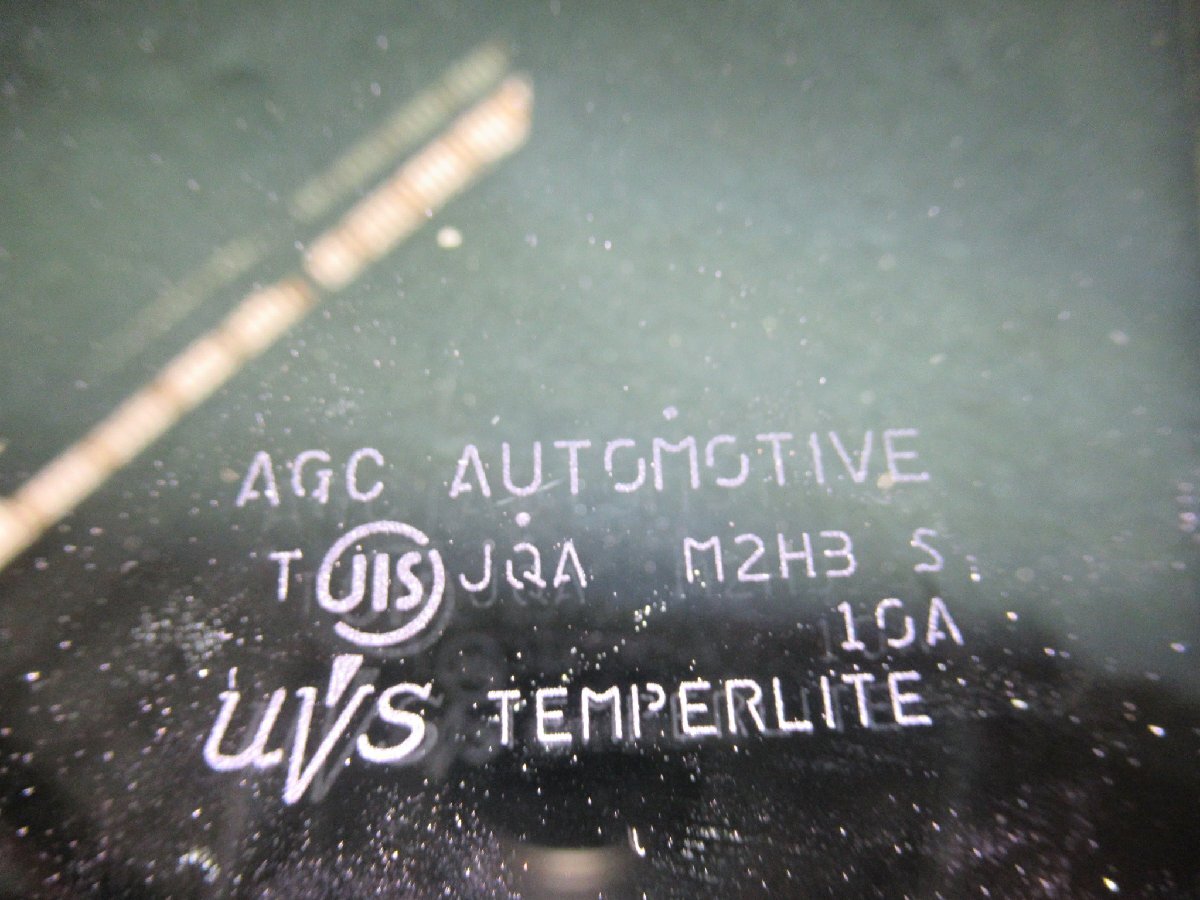 AGC AUTOMOTIVE
T JIS JQA M2H3 S
10A
UVS TEMPERLITE